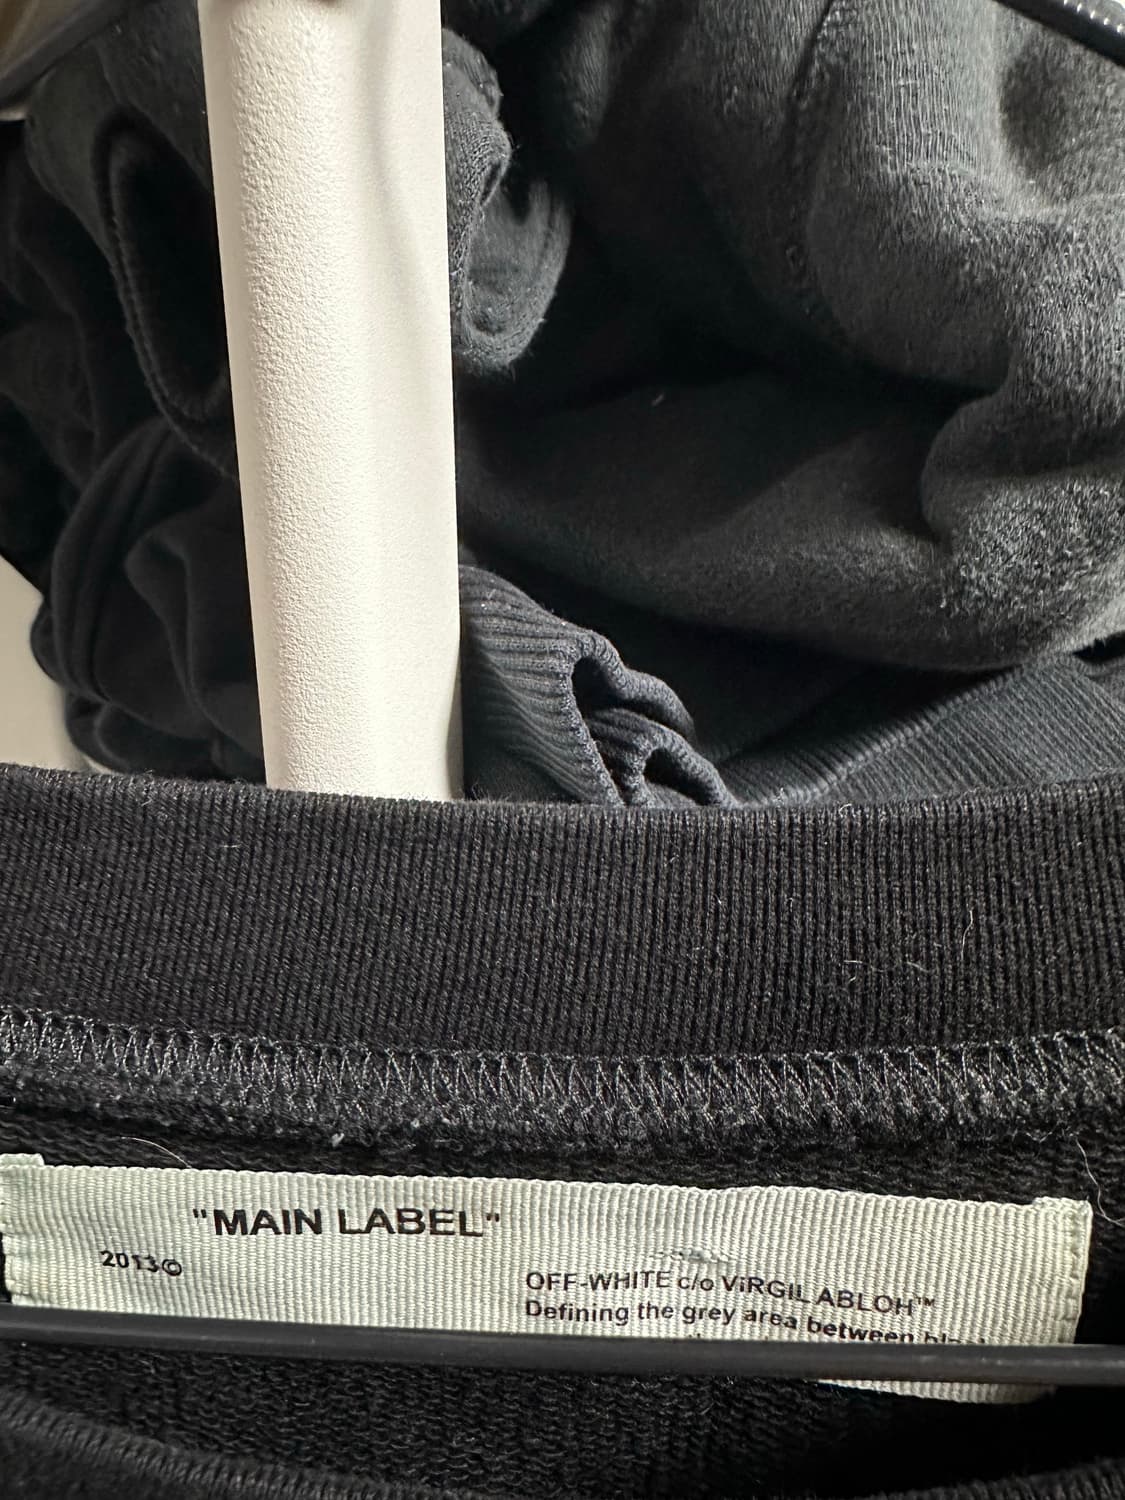 "MAIN LABEL"
2013©
OFF-WHITE c/o ViRGIL ABLOH™
Defining the grey area between